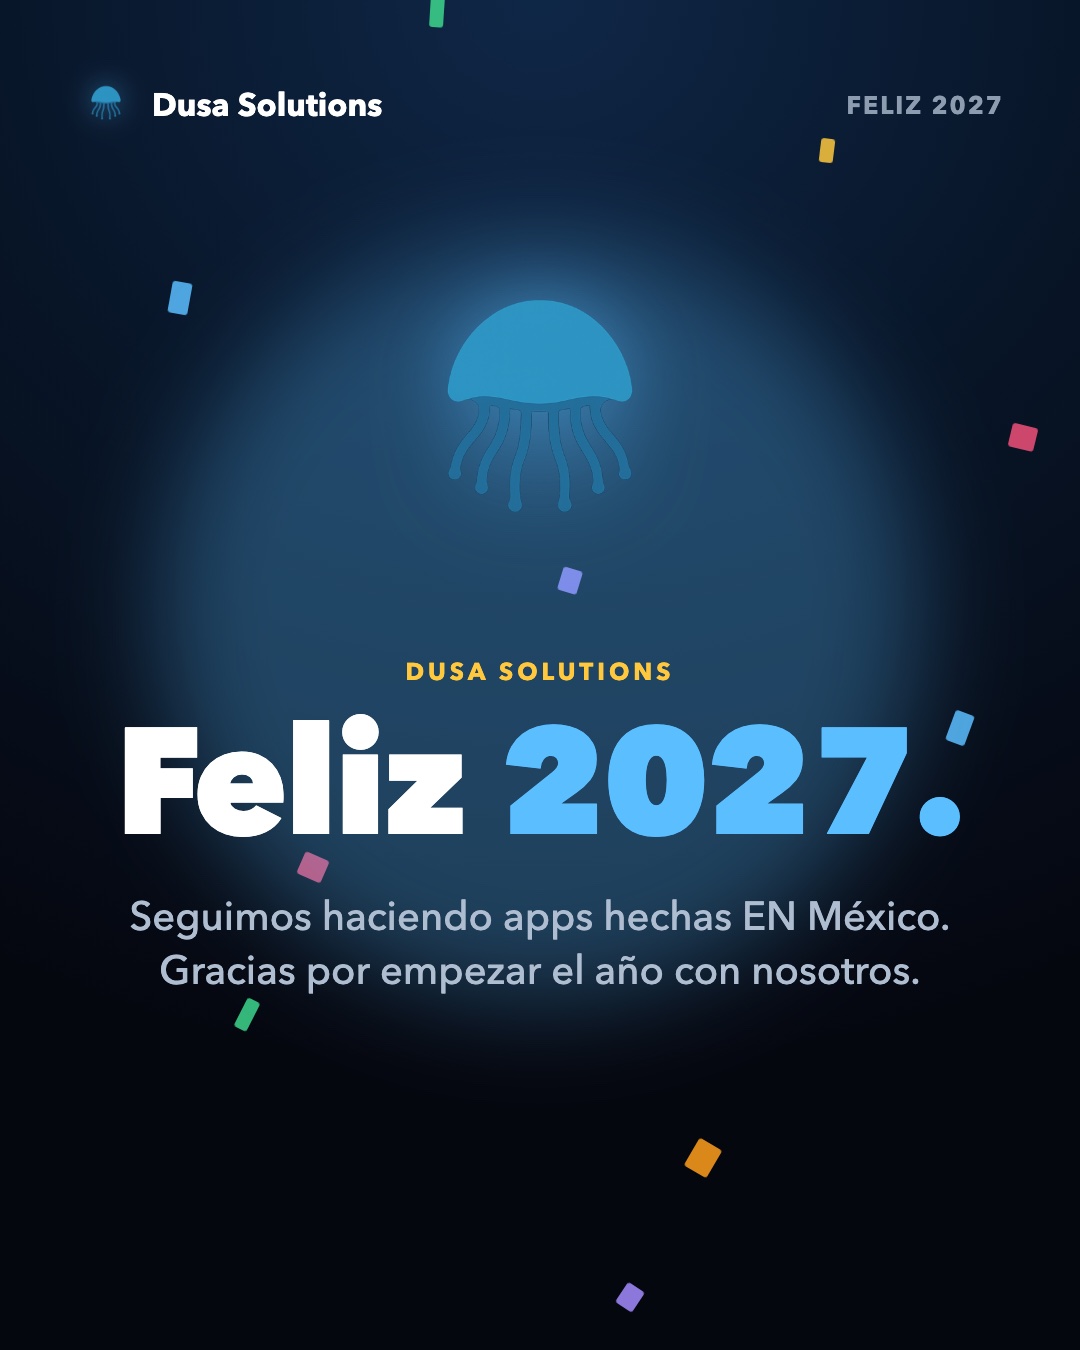 Dusa Solutions
FELIZ 2027
DUSA SOLUTIONS
Feliz 2027.
Seguimos haciendo apps hechas EN México.
Gracias por empezar el año con nosotros.